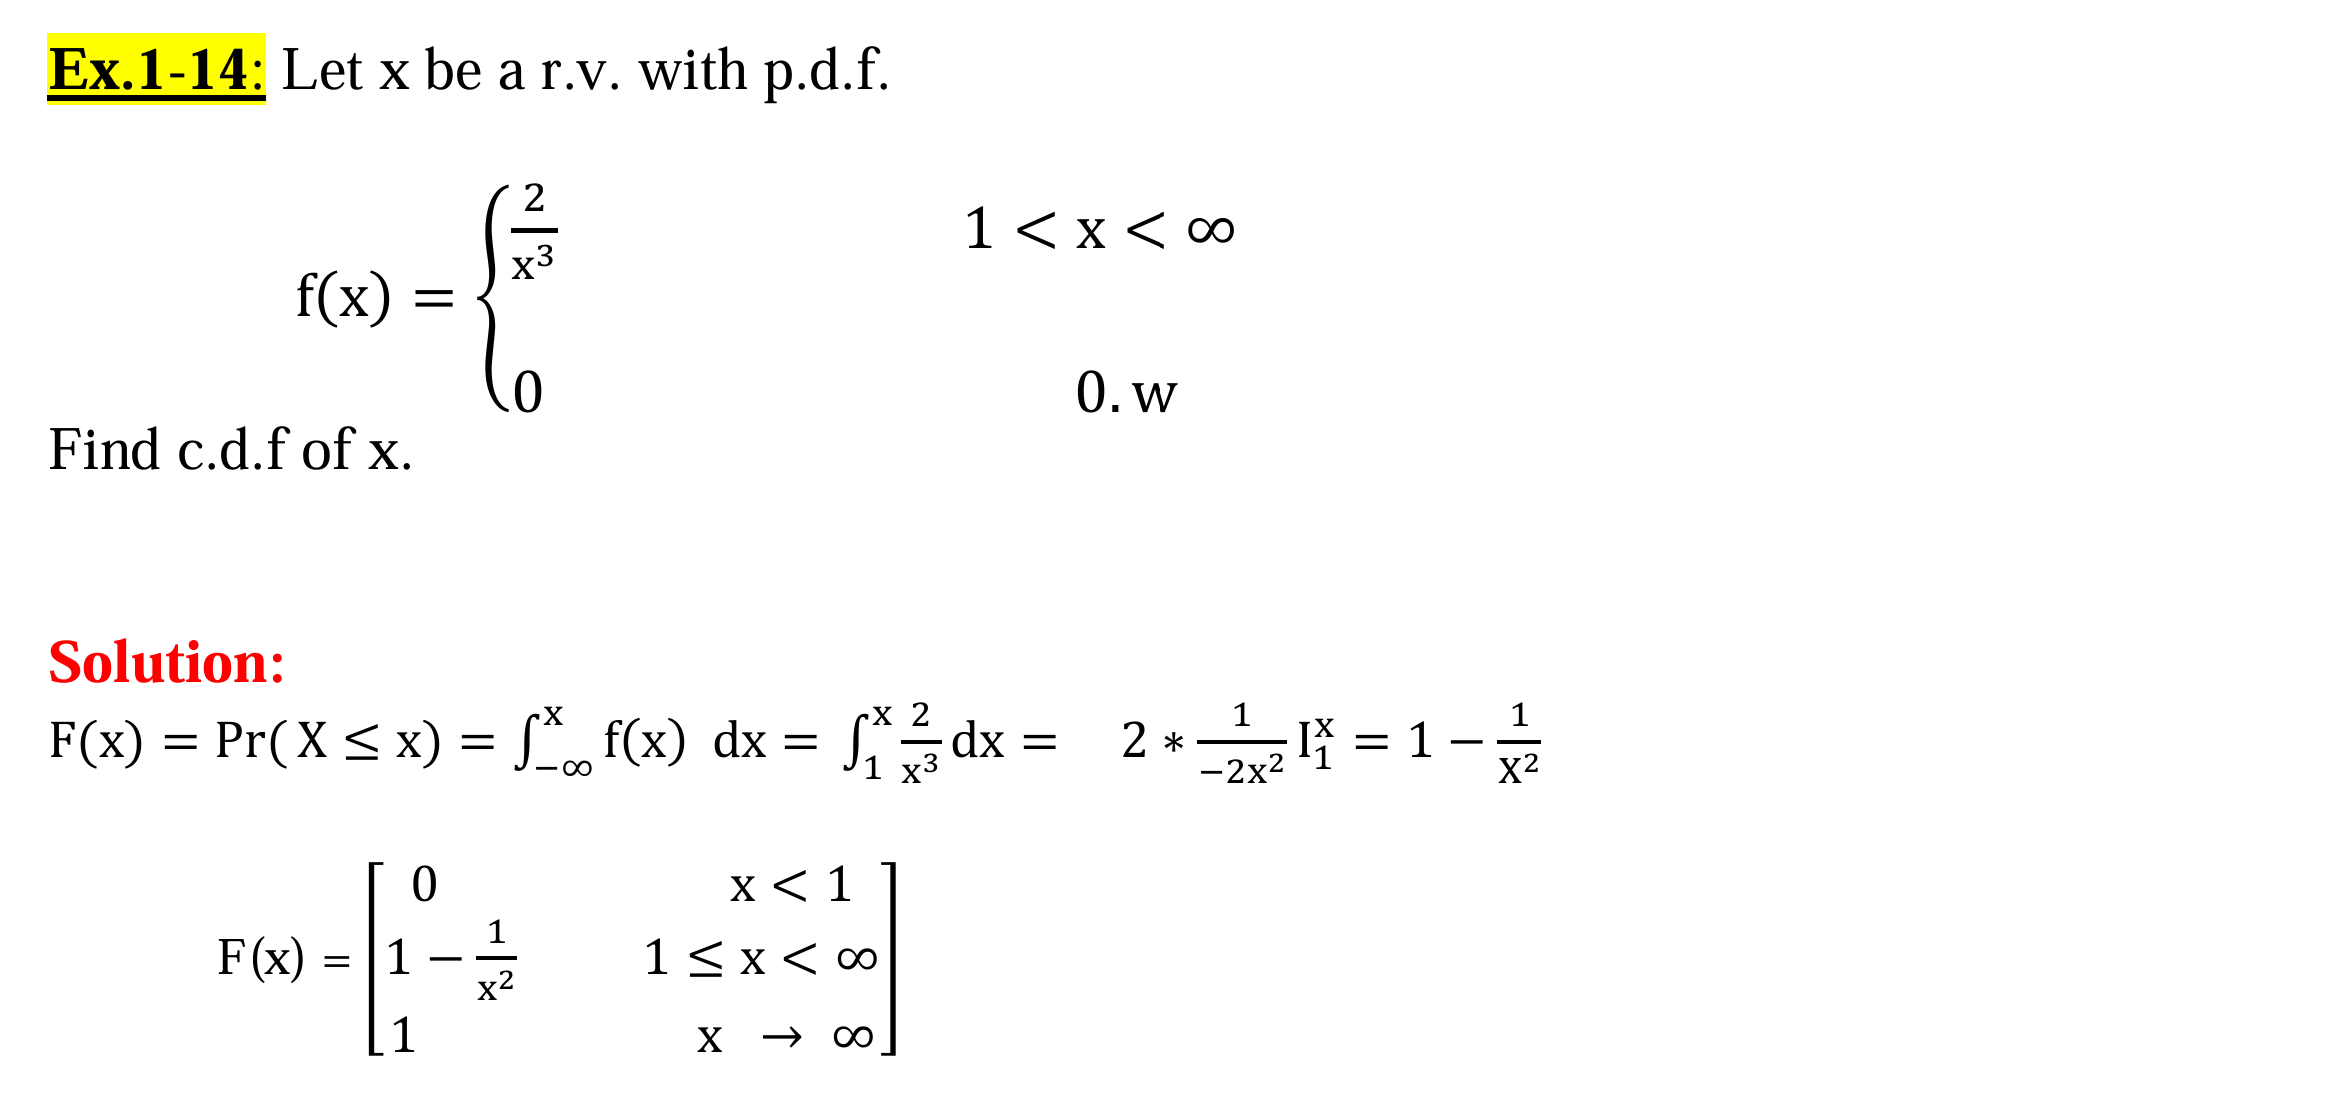 Ex.1-14: Let x be a r.v. with p.d.f.
f(x) = { 2/x³   1 < x < ∞
0   0. w
Find c.d.f of x.
Solution:
F(x) = Pr( X ≤ x) = ∫_{−∞}^{x} f(x) dx = ∫_{1}^{x} 2/x³ dx = 2 * 1/−2x² I_{1}^{x} = 1 − 1/X²
0   x < 1
F(x) = [ 1 − 1/x²   1 ≤ x < ∞ ]
1   x → ∞